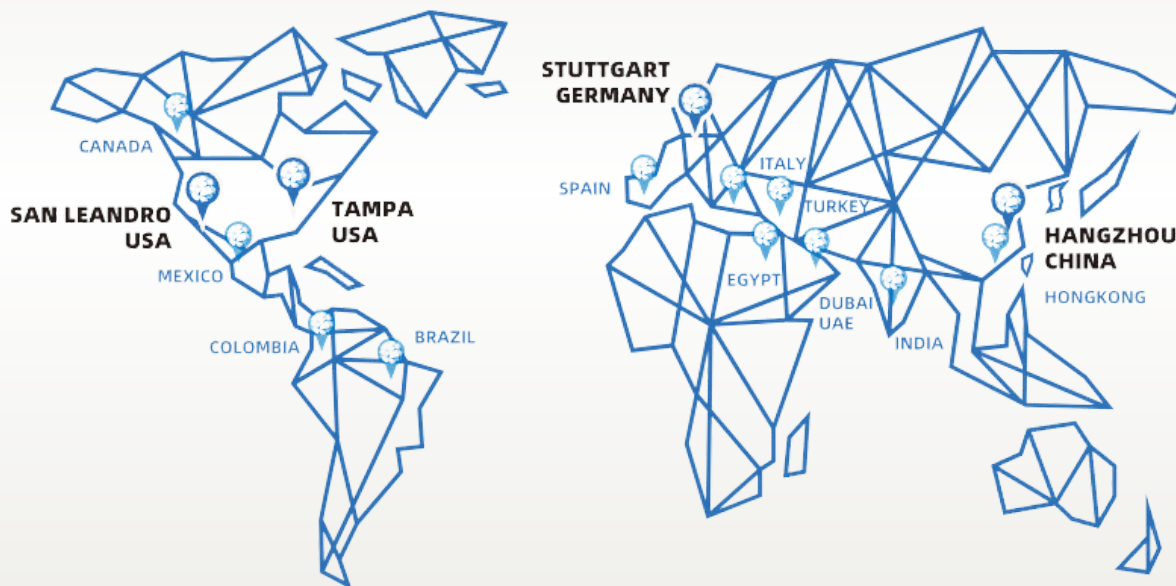 CANADA
SAN LEANDRO
USA
TAMPA
USA
MEXICO
COLOMBIA
BRAZIL
STUTTGART
GERMANY
SPAIN
ITALY
TURKEY
EGYPT
DUBAI
UAE
INDIA
HANGZHOU
CHINA
HONGKONG